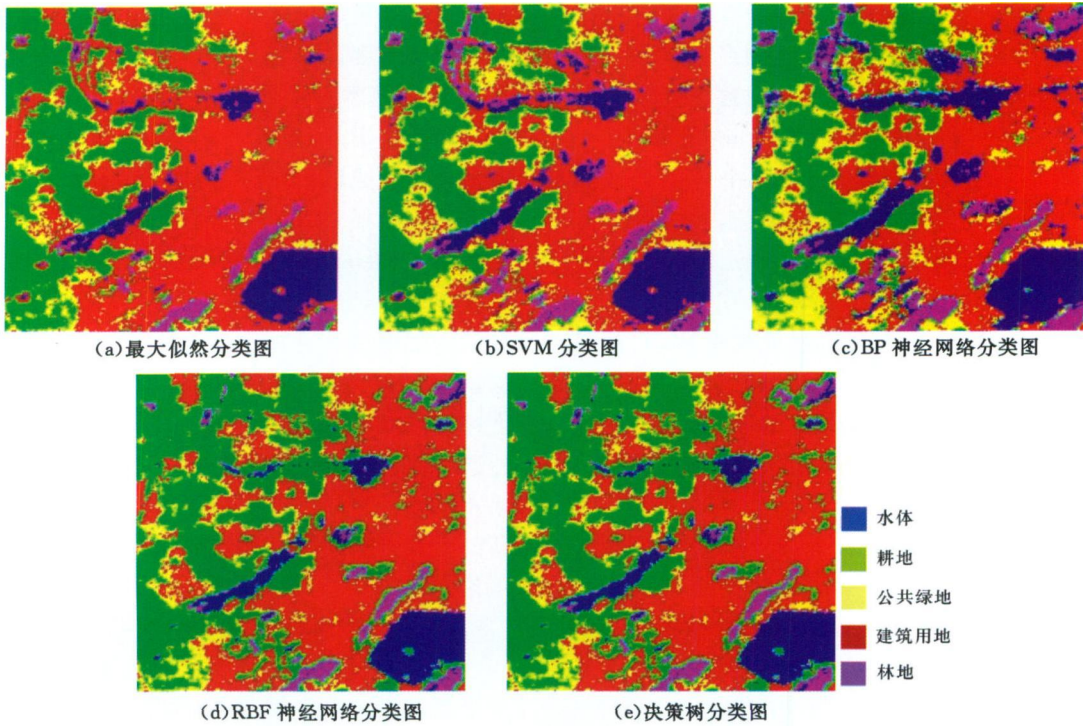 (a)最大似然分类图
(b)SVM 分类图
(c)BP 神经网络分类图
水体
耕地
公共绿地
建筑用地
林地
(d)RBF 神经网络分类图
(e)决策树分类图